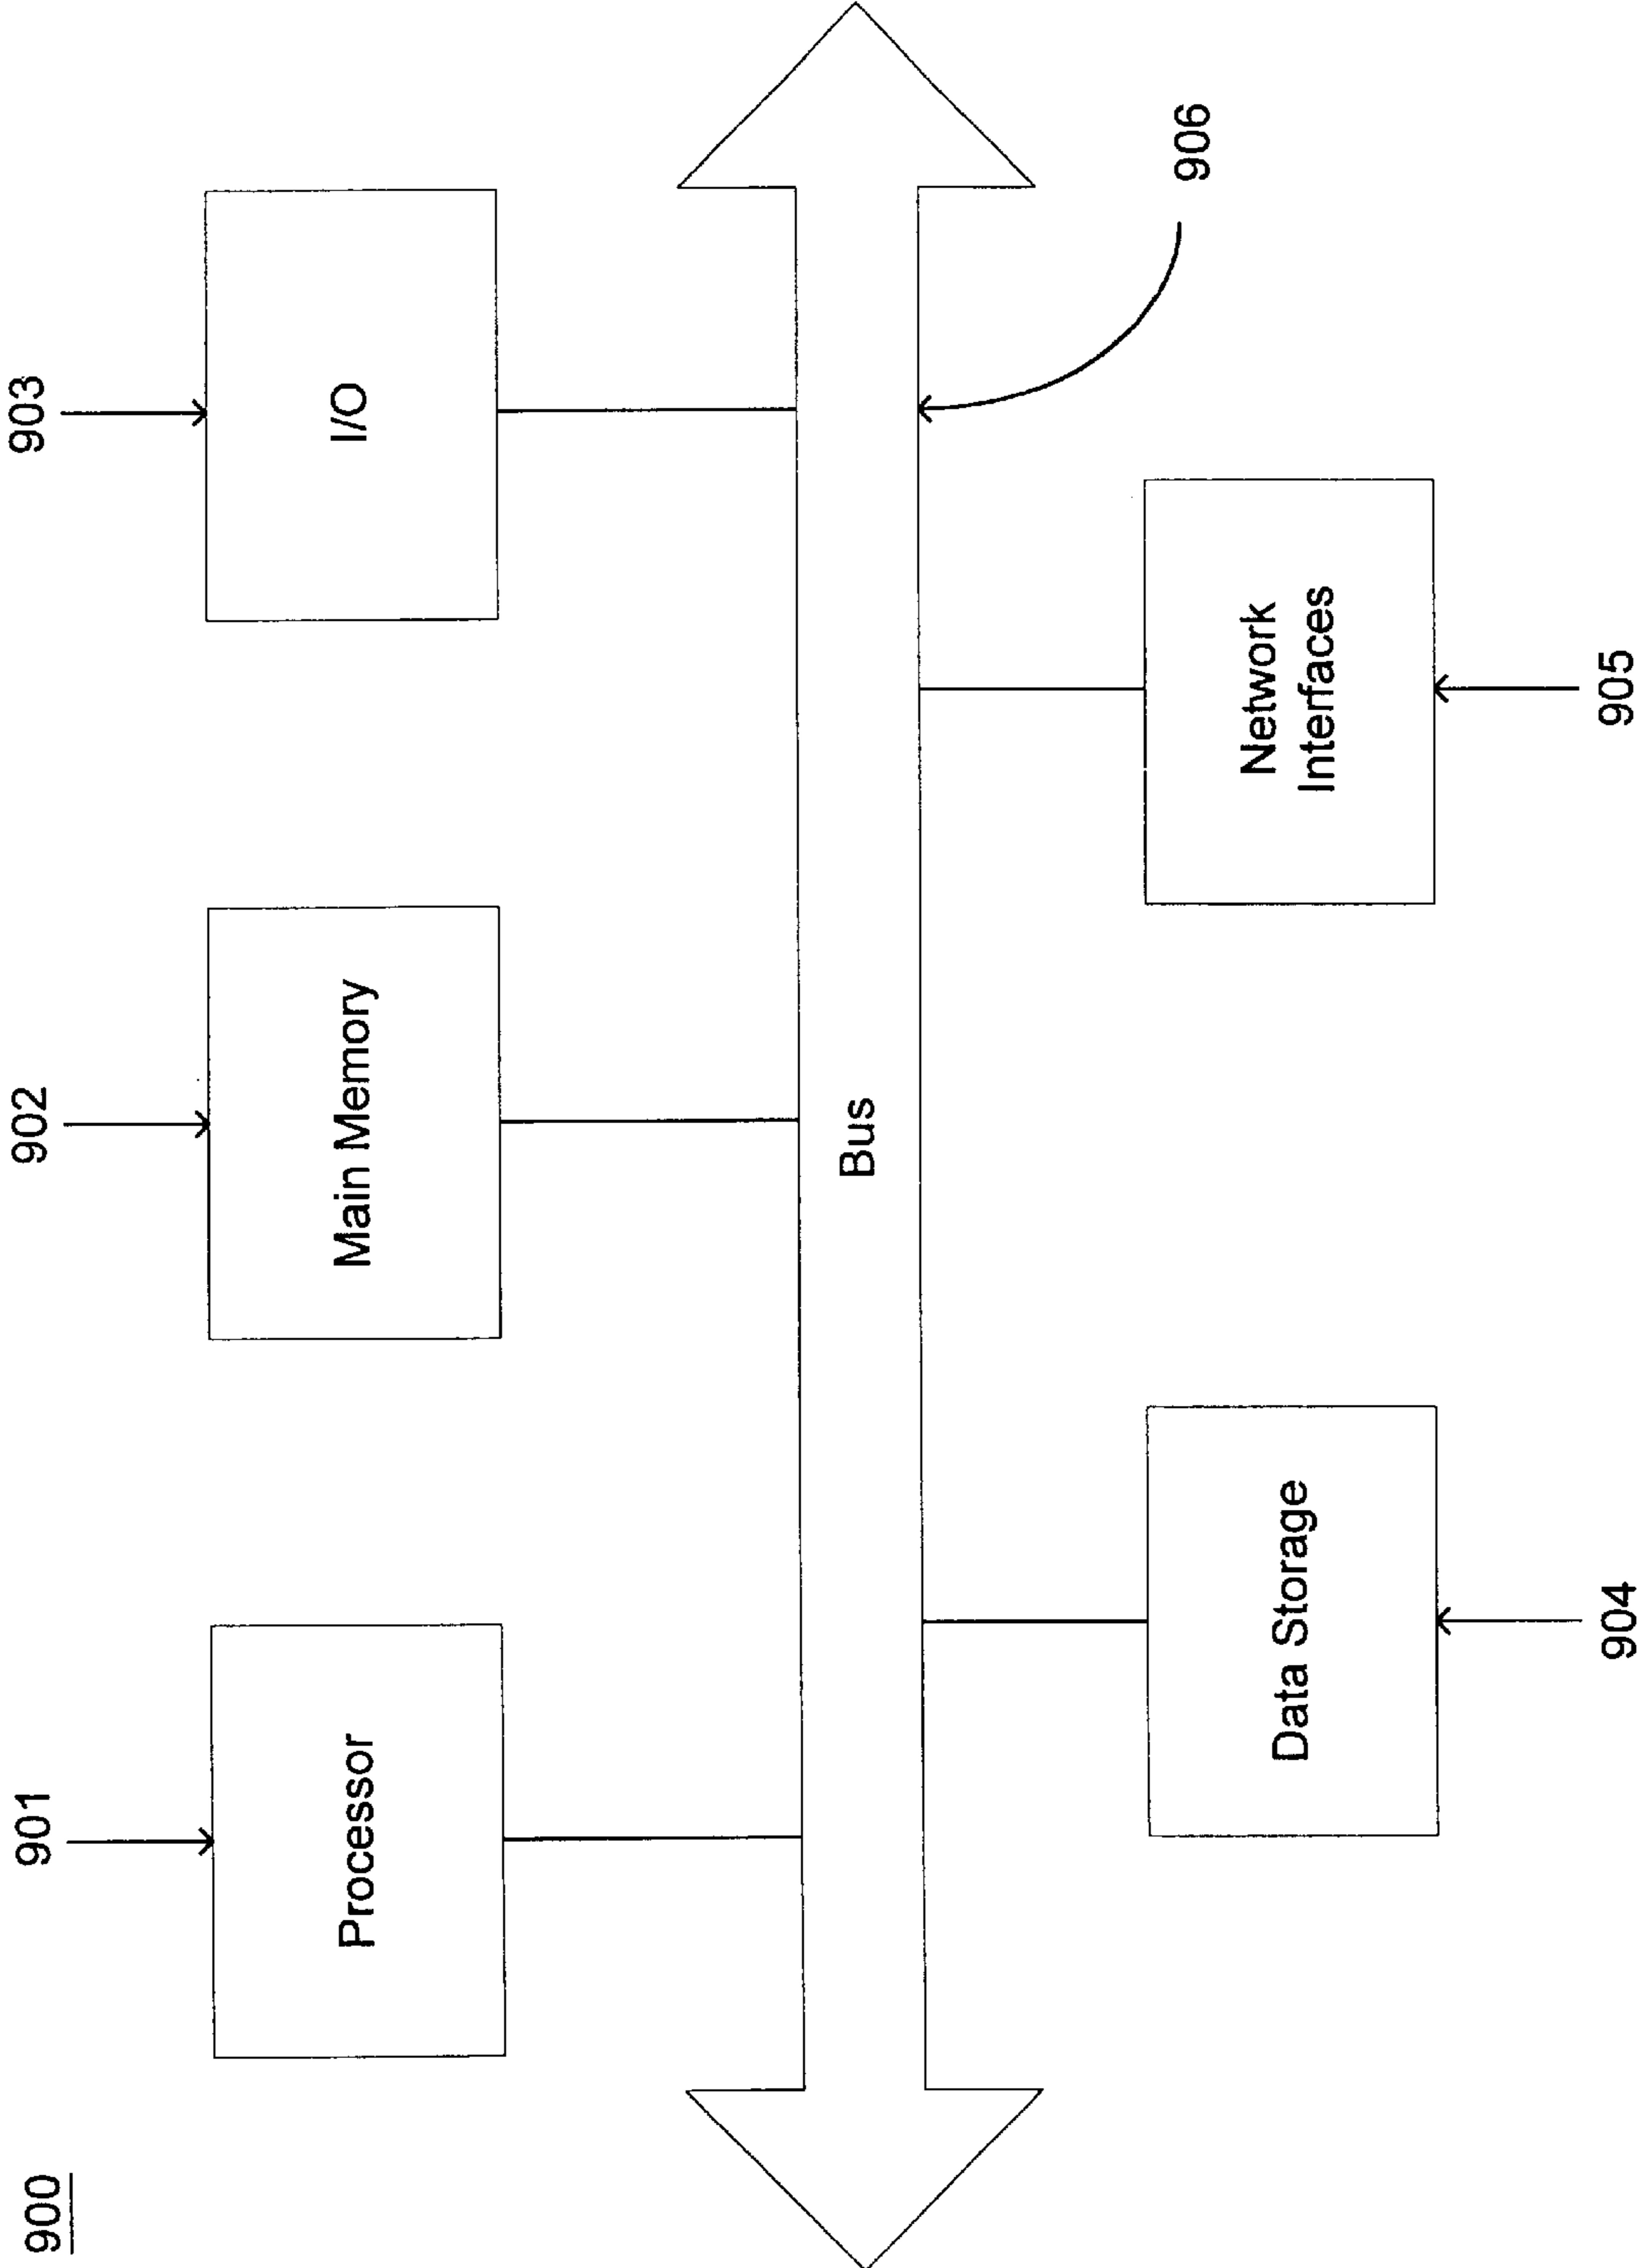 900
901
902
903
Processor
Main Memory
I/O
Bus
906
Data Storage
Network
Interfaces
904
905